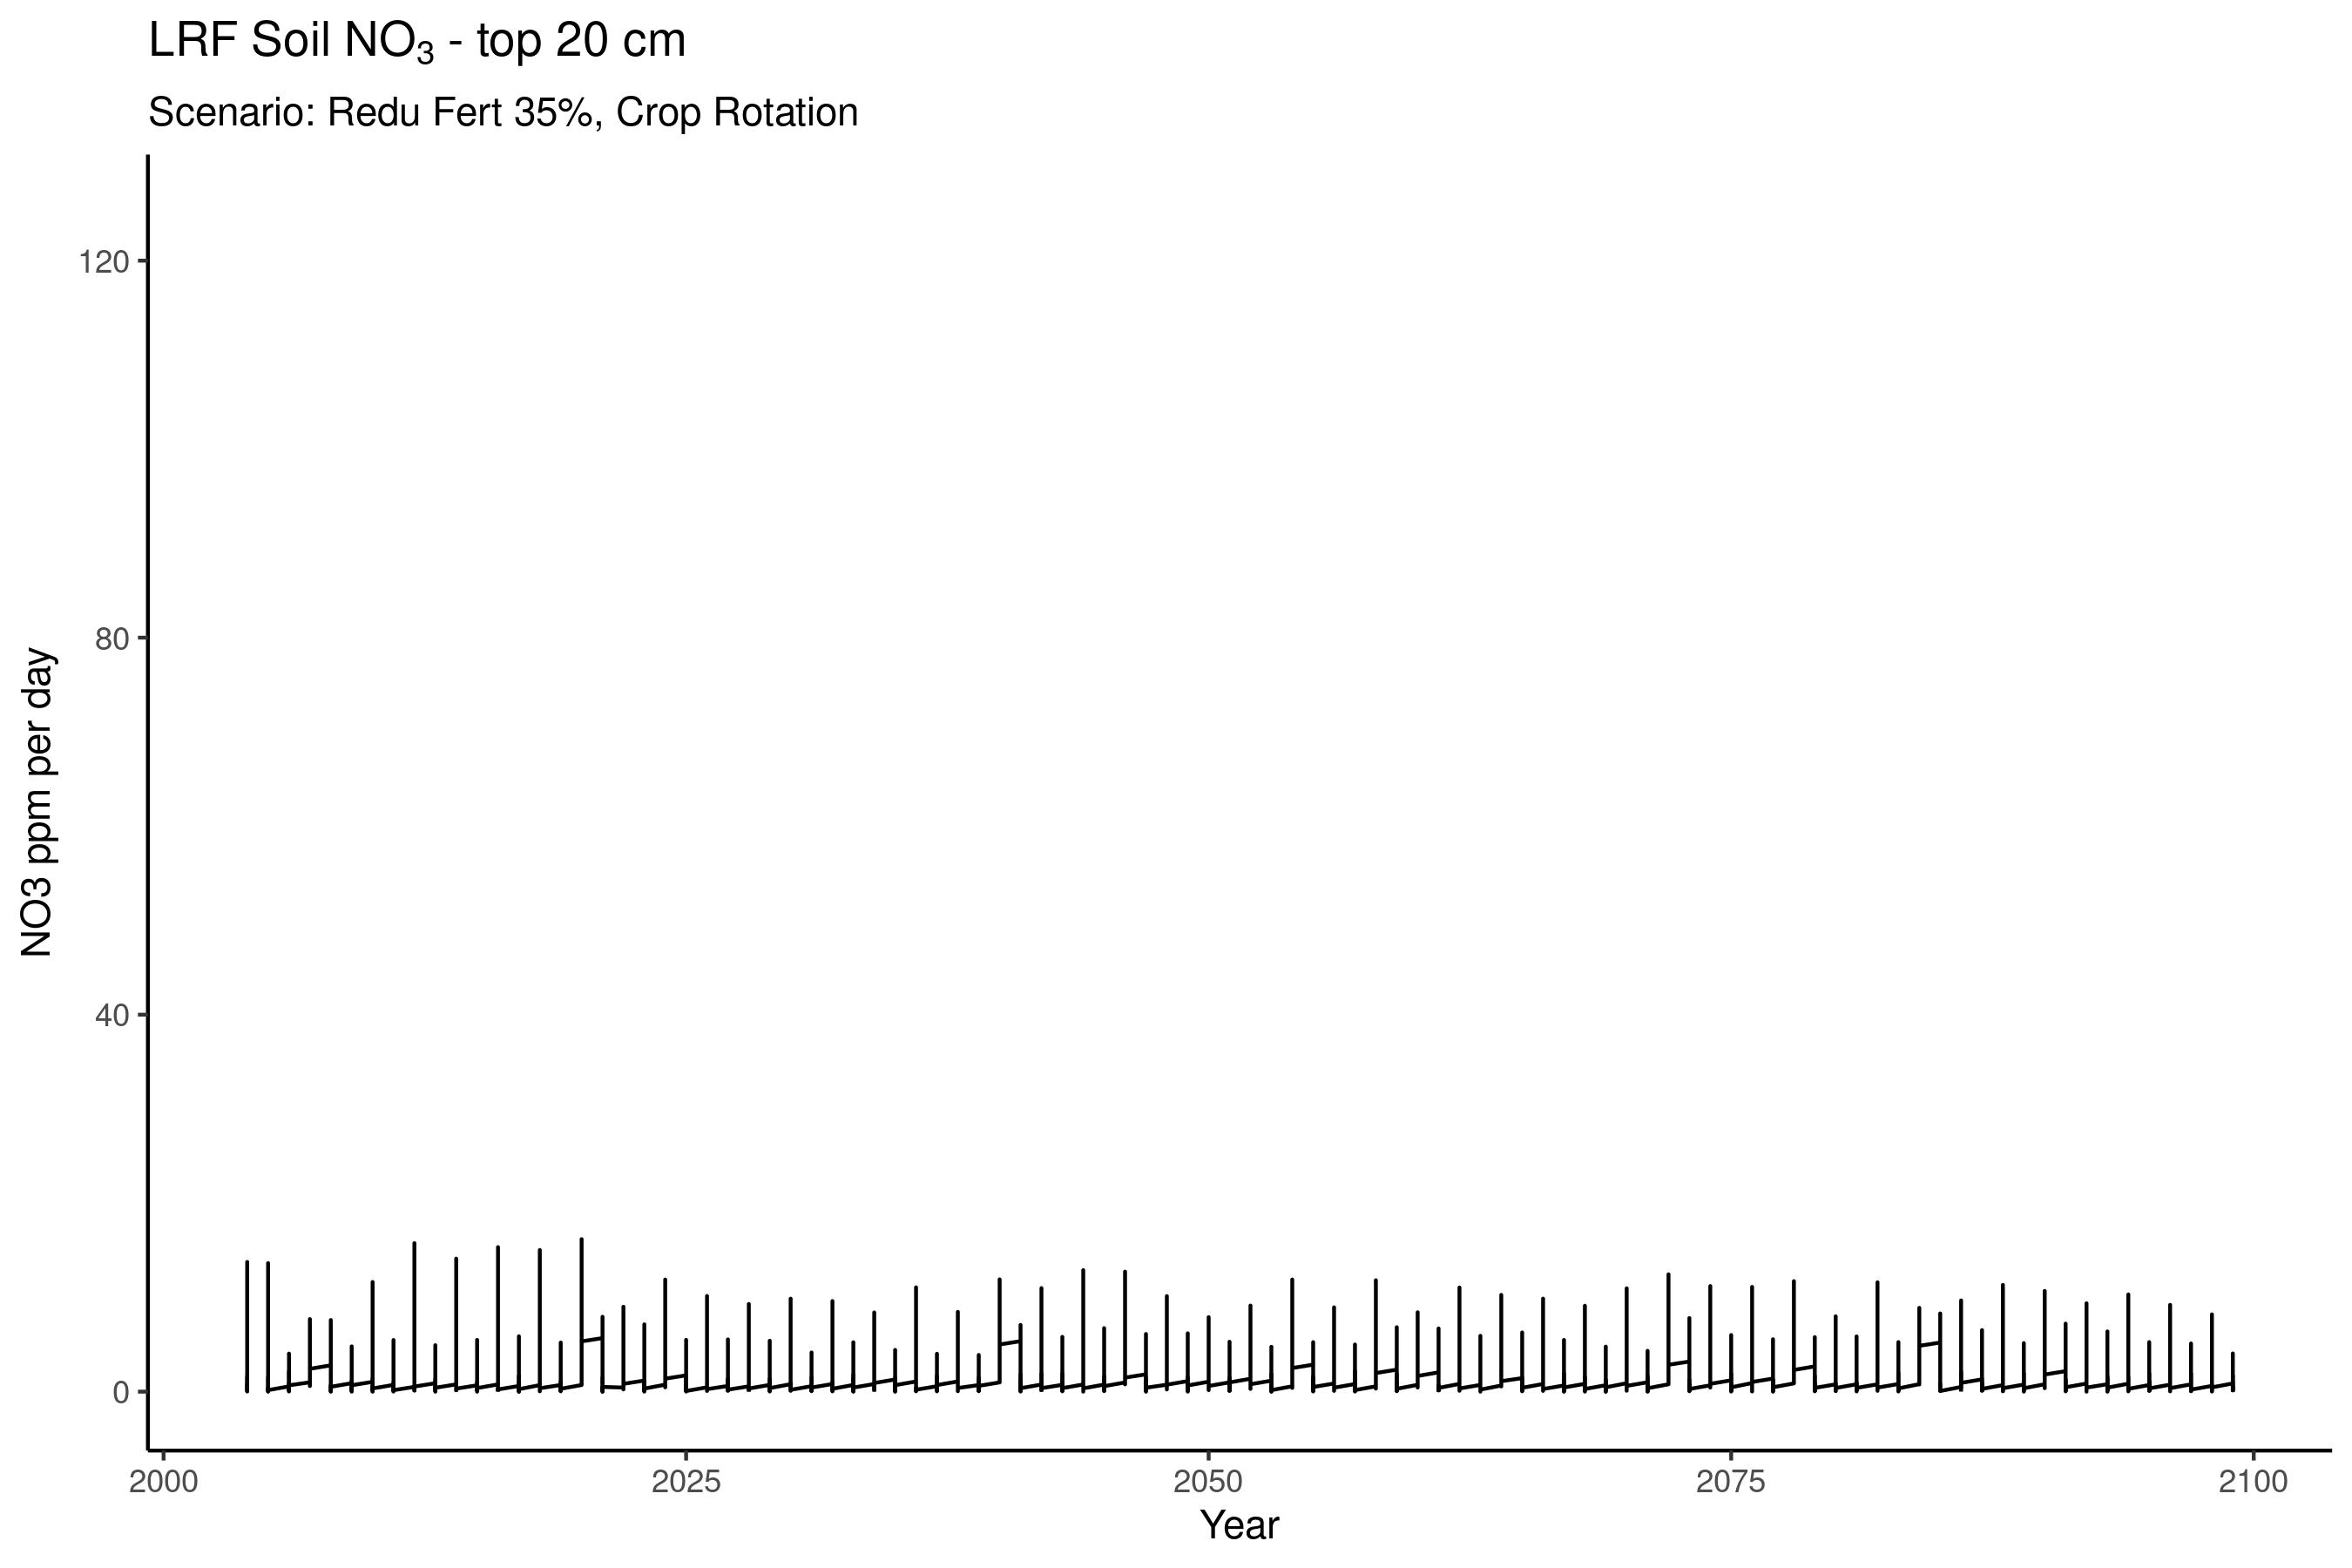 LRF Soil NO₃ - top 20 cm
Scenario: Redu Fert 35%, Crop Rotation
NO3 ppm per day
120
80
40
0
2000 2025 2050 2075 2100
Year